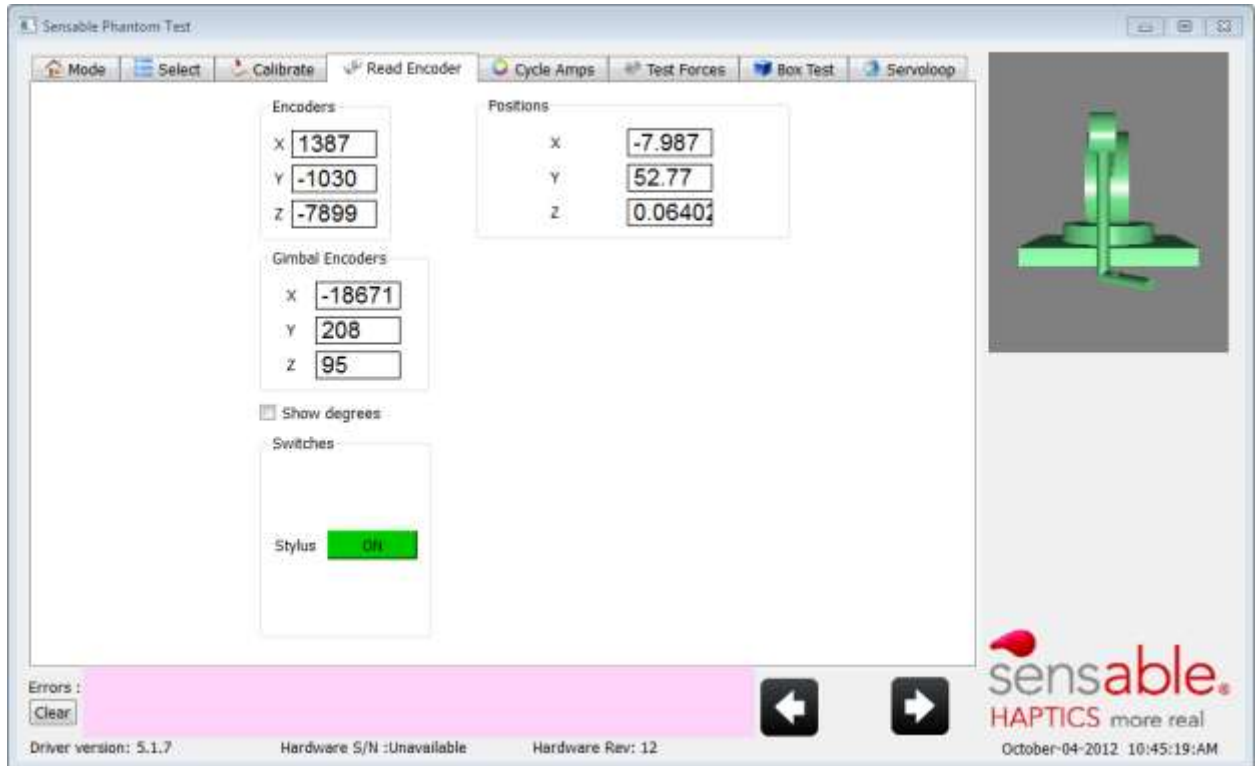 Sensable Phantom Test
Mode Select Calibrate Read Encoder Cycle Amps Test Forces Box Test Servoloop
Encoders
X 1387
Y -1030
Z -7899
Positions
X -7.987
Y 52.77
Z 0.06402
Gimbal Encoders
X -18671
Y 208
Z 95
Show degrees
Switches
Stylus ON
Errors :
Clear
Driver version: 5.1.7 Hardware S/N :Unavailable Hardware Rev: 12
sensable®
HAPTICS more real
October-04-2012 10:45:19:AM